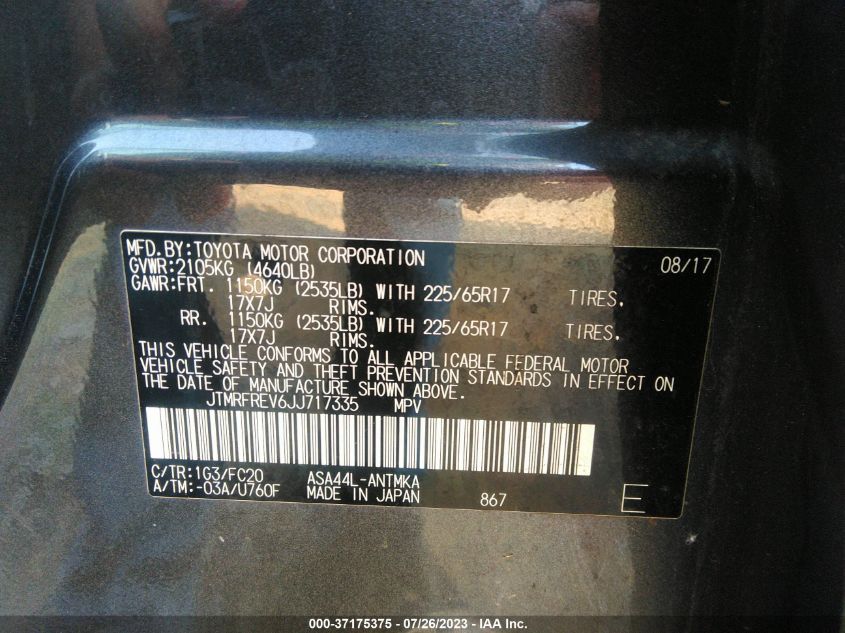 MFD.BY:TOYOTA MOTOR CORPORATION 08/17
GVWR:2105KG (4640LB)
GAWR:FRT. 1150KG (2535LB) WITH 225/65R17 TIRES,
17X7J RIMS.
RR. 1150KG (2535LB) WITH 225/65R17 TIRES,
17X7J RIMS.
THIS VEHICLE CONFORMS TO ALL APPLICABLE FEDERAL MOTOR
VEHICLE SAFETY AND THEFT PREVENTION STANDARDS IN EFFECT ON
THE DATE OF MANUFACTURE SHOWN ABOVE.
JTMRFREV6JJ717335 MPV
C/TR:1G3/FC20 ASA44L-ANTMKA
A/TM:-03A/U760F MADE IN JAPAN 867 E
000-37175375 - 07/26/2023 - IAA Inc.